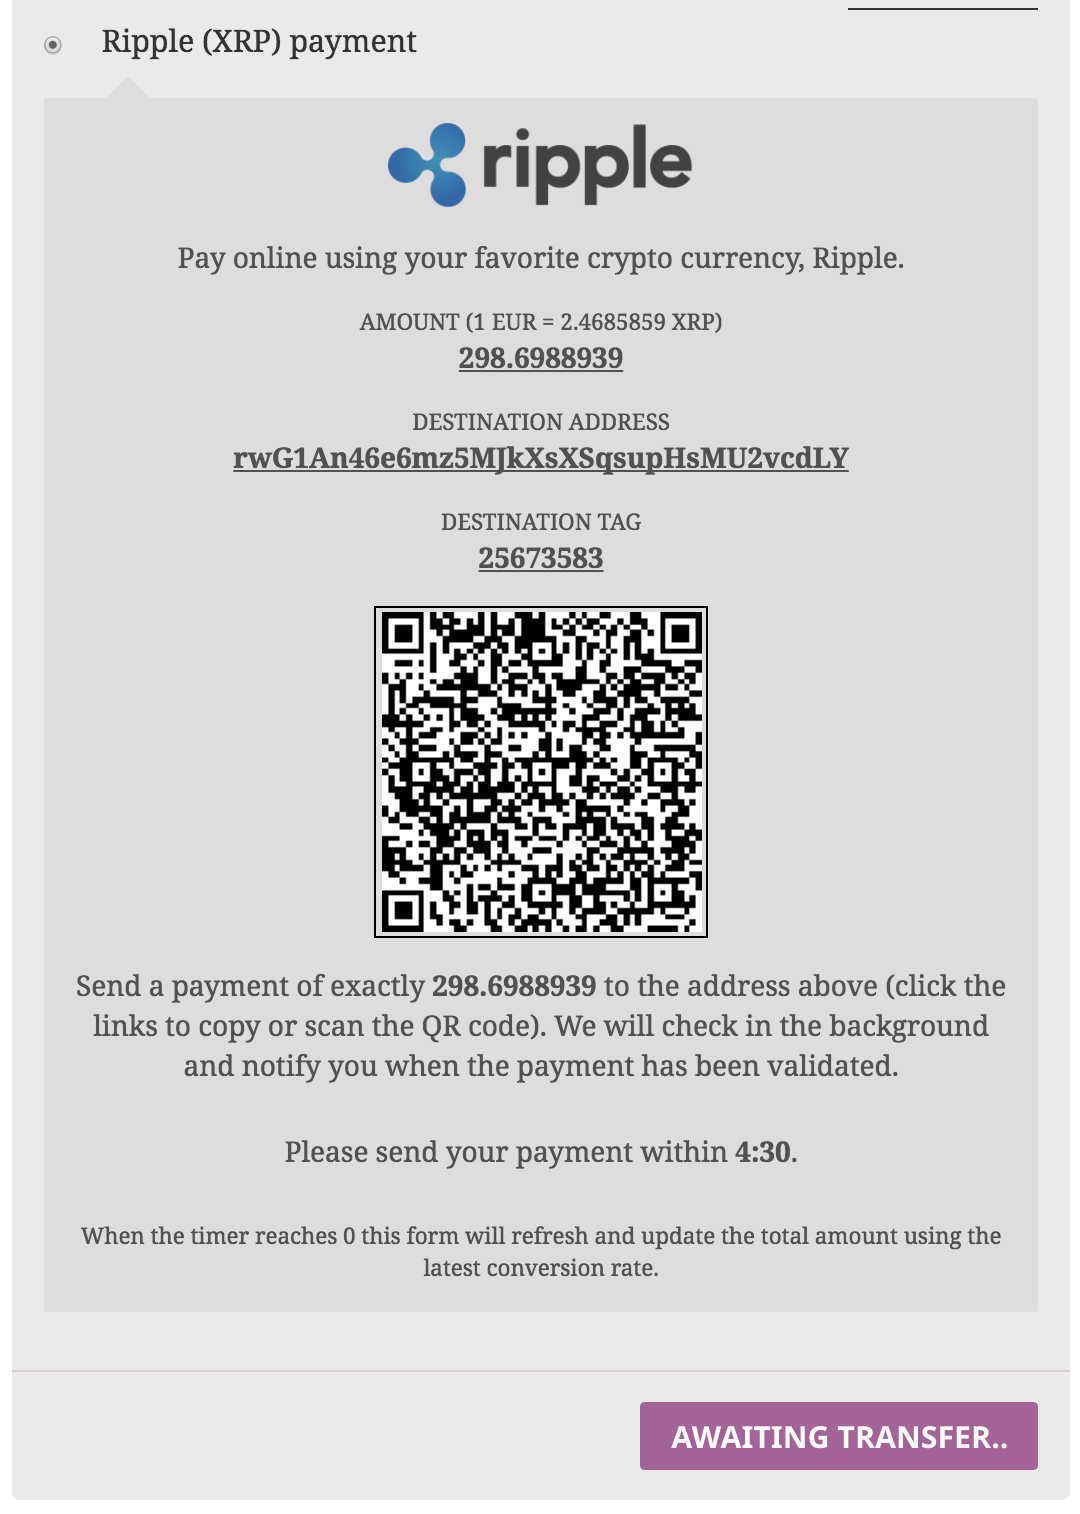 Ripple (XRP) payment
ripple
Pay online using your favorite crypto currency, Ripple.
AMOUNT (1 EUR = 2.4685859 XRP)
298.6988939
DESTINATION ADDRESS
rwG1An46e6mz5MJkXsXSqsupHsMU2vcdLY
DESTINATION TAG
25673583
Send a payment of exactly 298.6988939 to the address above (click the
links to copy or scan the QR code). We will check in the background
and notify you when the payment has been validated.
Please send your payment within 4:30.
When the timer reaches 0 this form will refresh and update the total amount using the
latest conversion rate.
AWAITING TRANSFER..